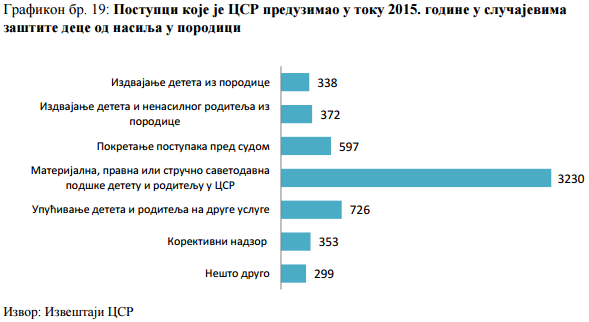 Графикон бр. 19: Поступци које је ЦСР предузимао у току 2015. године у случајевима
заштите деце од насиља у породици
Издвајање детета из породице
338
Издвајање детета и ненасилног родитеља из
породице
372
Покретање поступака пред судом
597
Материјална, правна или стручно саветодавна
подшке детету и родитељу у ЦСР
3230
Упућивање детета и родитеља на друге услуге
726
Корективни надзор
353
Нешто друго
299
Извор: Извештаји ЦСР